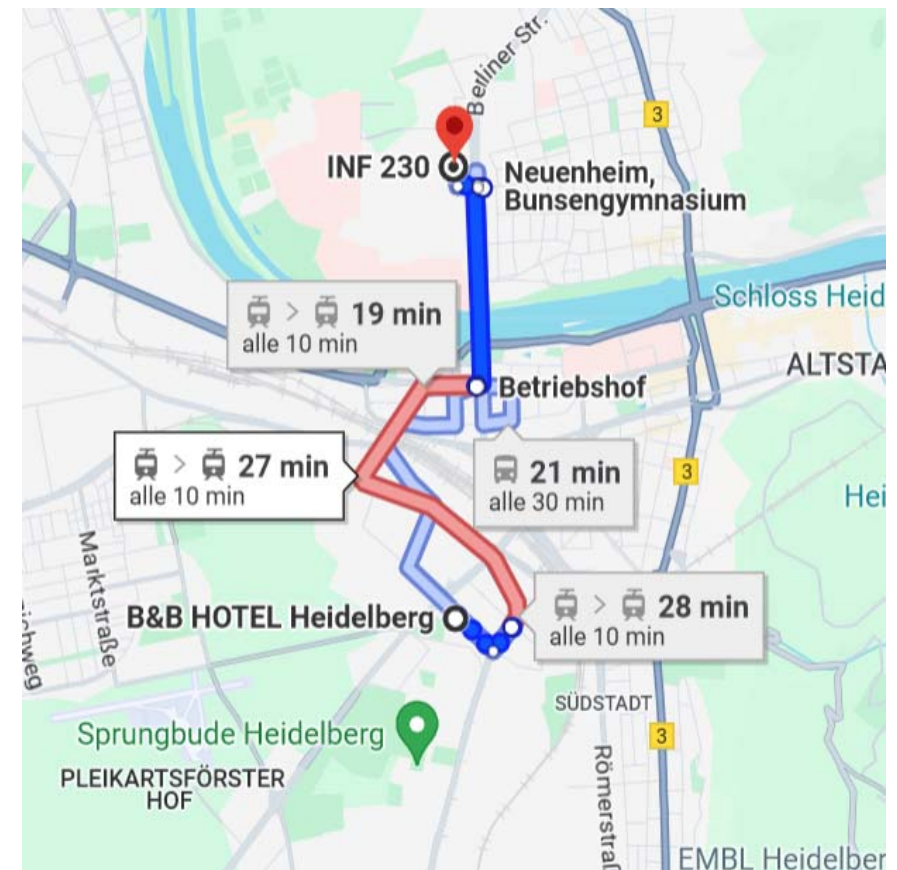 Berliner Str.
3
INF 230
Neuenheim,
Bunsengymnasium
Schloss Heid
19 min
alle 10 min
ALTSTA
Betriebshof
27 min
alle 10 min
21 min
alle 30 min
3
Hei
Marktstraße
B&B HOTEL Heidelberg
28 min
alle 10 min
SÜDSTADT
Sprungbude Heidelberg
3
PLEIKARTSFÖRSTER
HOF
Römerstraß
EMBL Heidelber